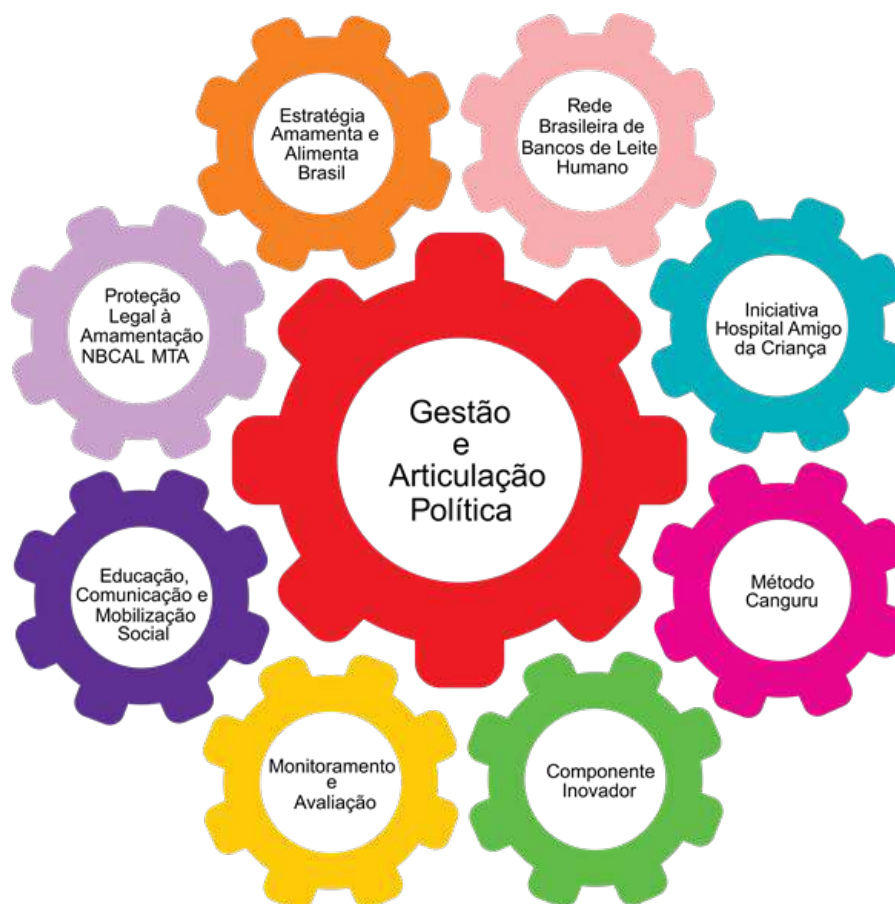 Estratégia
Amamenta e
Alimenta
Brasil
Rede
Brasileira de
Bancos de Leite
Humano
Proteção
Legal à
Amamentação
NBCAL MTA
Iniciativa
Hospital Amigo
da Criança
Gestão
e
Articulação
Política
Educação,
Comunicação e
Mobilização
Social
Método
Canguru
Monitoramento
e
Avaliação
Componente
Inovador